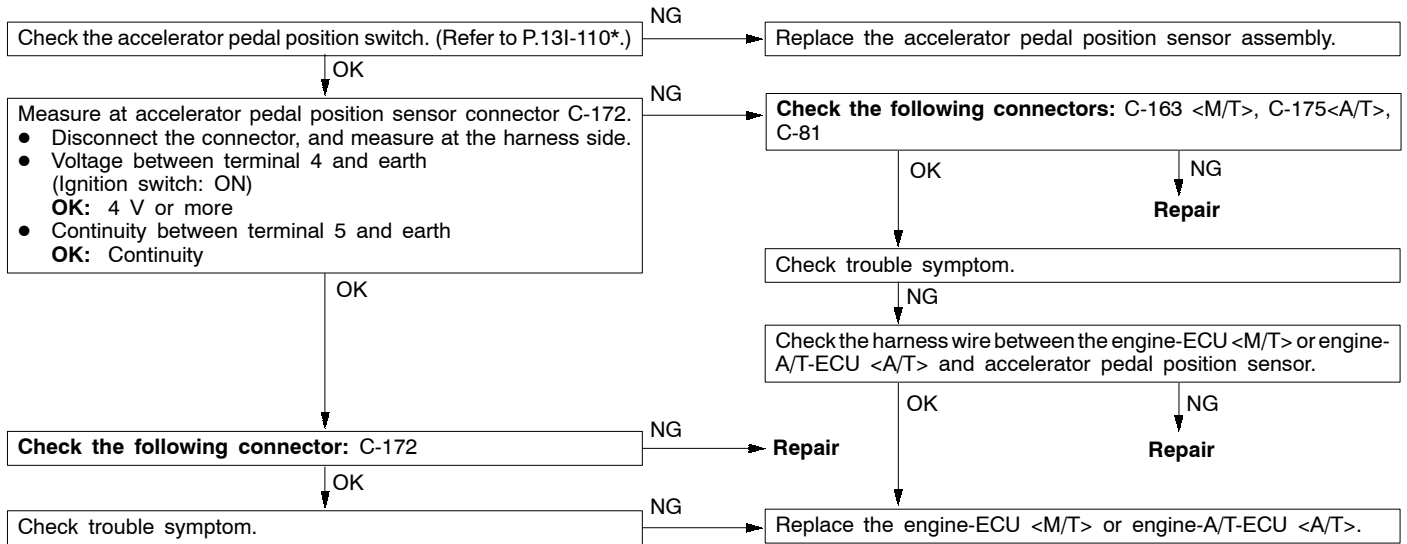 Check the accelerator pedal position switch. (Refer to P.13I-110*.)
NG
Replace the accelerator pedal position sensor assembly.
OK
Measure at accelerator pedal position sensor connector C-172.
● Disconnect the connector, and measure at the harness side.
● Voltage between terminal 4 and earth
(Ignition switch: ON)
OK: 4 V or more
● Continuity between terminal 5 and earth
OK: Continuity
NG
Check the following connectors: C-163 <M/T>, C-175<A/T>,
C-81
OK
NG
Repair
Check trouble symptom.
NG
Check the harness wire between the engine-ECU <M/T> or engine-
A/T-ECU <A/T> and accelerator pedal position sensor.
OK
NG
Repair
OK
Check the following connector: C-172
NG
Repair
OK
Check trouble symptom.
NG
Replace the engine-ECU <M/T> or engine-A/T-ECU <A/T>.